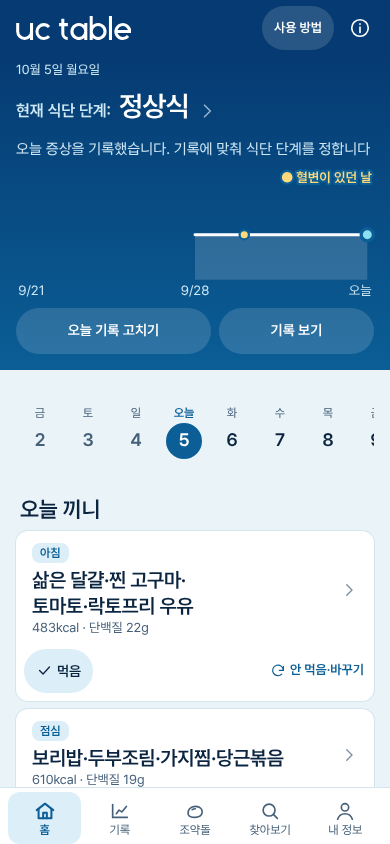 uc table
사용 방법
10월 5일 월요일
현재 식단 단계: 정상식
오늘 증상을 기록했습니다. 기록에 맞춰 식단 단계를 정합니다
혈변이 있던 날
9/21 9/28 오늘
오늘 기록 고치기 기록 보기
금 토 일 오늘 화 수 목
2 3 4 5 6 7 8
오늘 끼니
아침
삶은 달걀·찐 고구마·
토마토·락토프리 우유
483kcal · 단백질 22g
먹음 안 먹음·바꾸기
점심
보리밥·두부조림·가지찜·당근볶음
610kcal · 단백질 19g
홈 기록 조약돌 찾아보기 내 정보